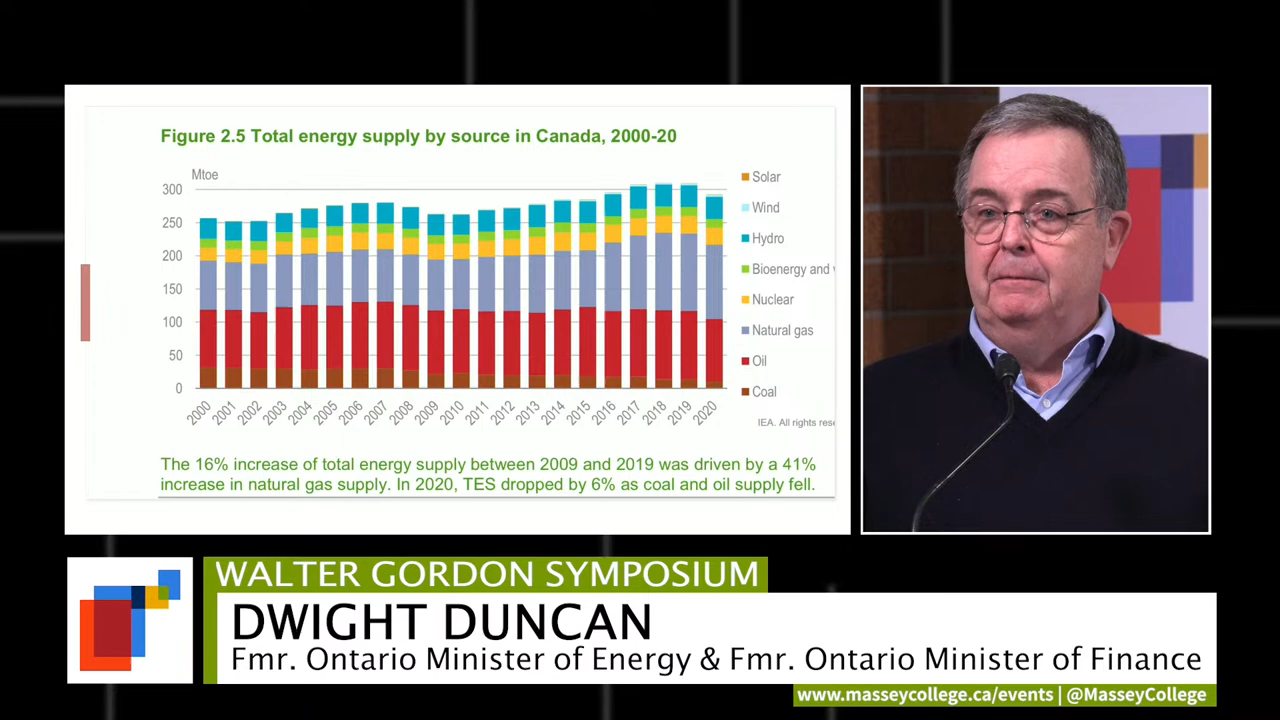 Figure 2.5 Total energy supply by source in Canada, 2000-20
Mtoe
300
250
200
150
100
50
0
2000 2001 2002 2003 2004 2005 2006 2007 2008 2009 2010 2011 2012 2013 2014 2015 2016 2017 2018 2019 2020
Solar
Wind
Hydro
Bioenergy and
Nuclear
Natural gas
Oil
Coal
IEA. All rights
The 16% increase of total energy supply between 2009 and 2019 was driven by a 41%
increase in natural gas supply. In 2020, TES dropped by 6% as coal and oil supply fell.
WALTER GORDON SYMPOSIUM
DWIGHT DUNCAN
Fmr. Ontario Minister of Energy & Fmr. Ontario Minister of Finance
www.masseycollege.ca/events | @MasseyCollege